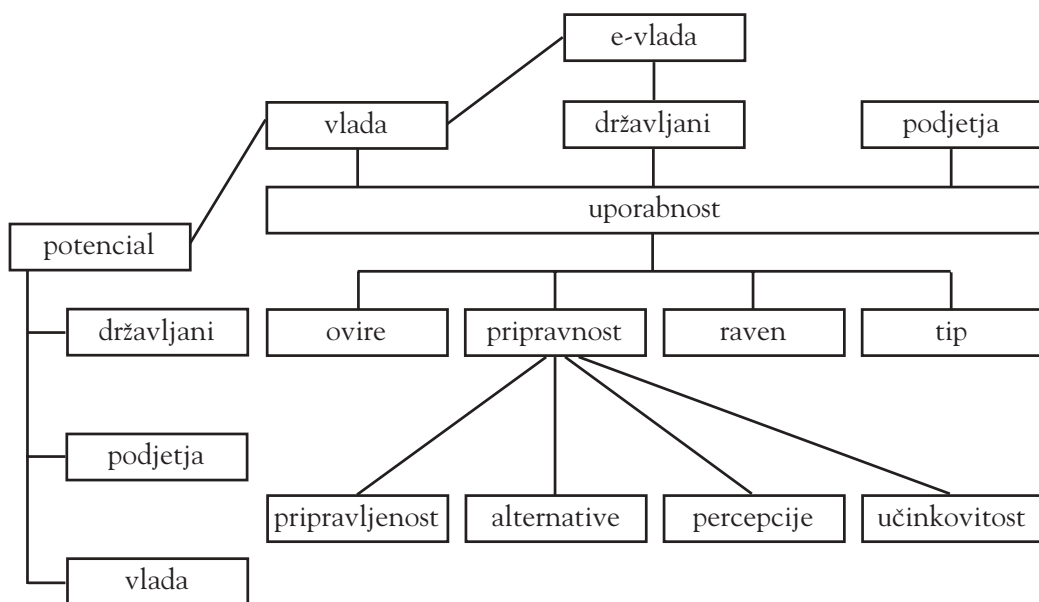 e-vlada
vlada
državljani
podjetja
uporabnost
potencial
državljani
ovire
pripravnost
raven
tip
podjetja
pripravljenost
alternative
percepcije
učinkovitost
vlada